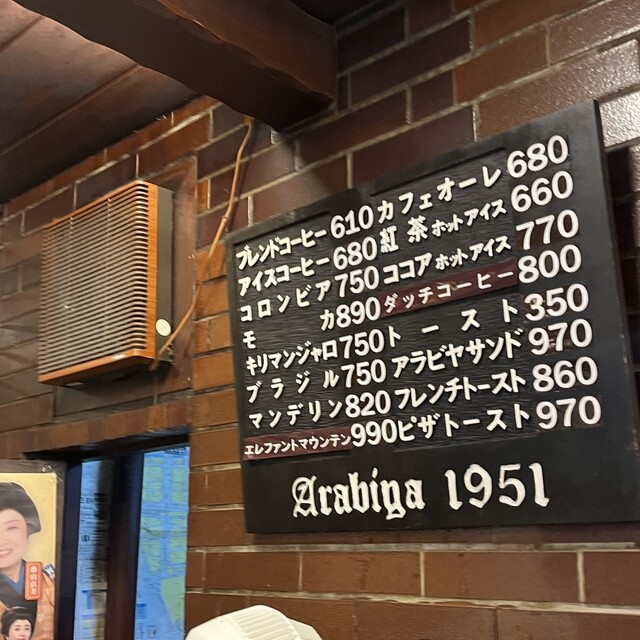 ブレンドコーヒー610
アイスコーヒー680
コロンビア750
モカ890
キリマンジャロ750
ブラジル750
マンデリン820
エレファントマウンテン990
カフェオーレ680
紅茶ホットアイス660
ココアホットアイス770
ダッチコーヒー800
トースト350
アラビヤサンド970
フレンチトースト860
ピザトースト970
Arabiya 1951